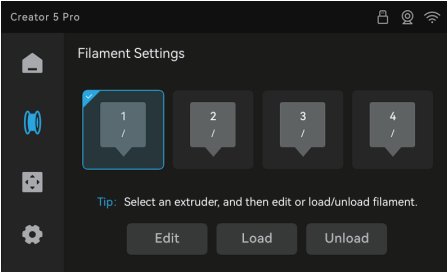 Creator 5 Pro
Filament Settings
1
/
2
/
3
/
4
/
Tip: Select an extruder, and then edit or load/unload filament.
Edit
Load
Unload